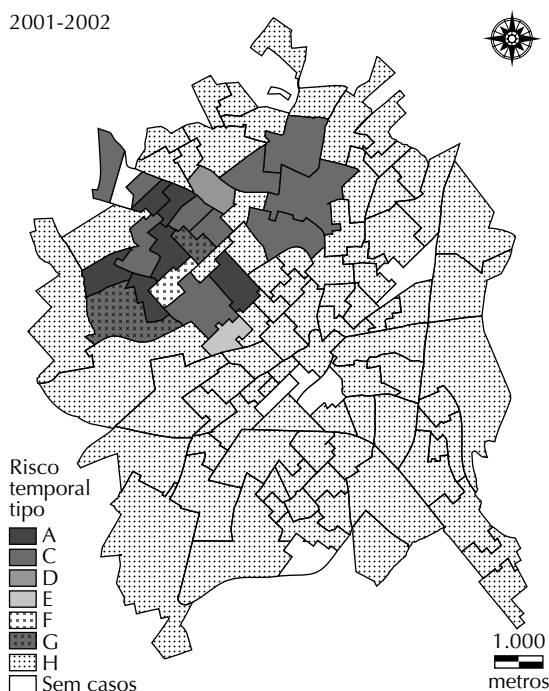 2001-2002
Risco
temporal
tipo
A
C
D
E
F
G
H
Sem casos
1.000
metros